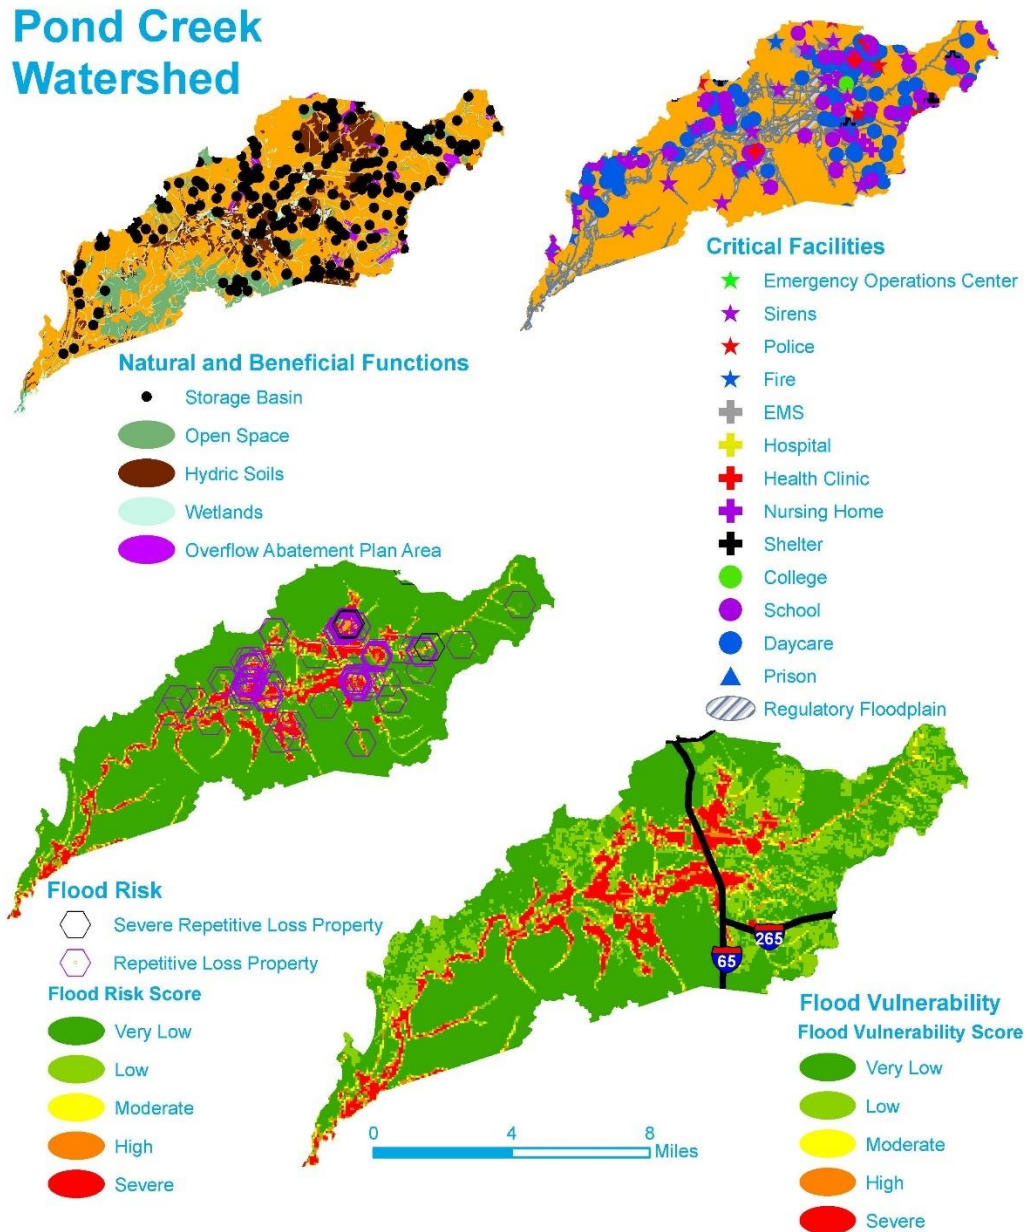 Pond Creek
Watershed
Natural and Beneficial Functions
Storage Basin
Open Space
Hydric Soils
Wetlands
Overflow Abatement Plan Area
Critical Facilities
Emergency Operations Center
Sirens
Police
Fire
EMS
Hospital
Health Clinic
Nursing Home
Shelter
College
School
Daycare
Prison
Regulatory Floodplain
Flood Risk
Severe Repetitive Loss Property
Repetitive Loss Property
Flood Risk Score
Very Low
Low
Moderate
High
Severe
265
65
0 4 8
Miles
Flood Vulnerability
Flood Vulnerability Score
Very Low
Low
Moderate
High
Severe